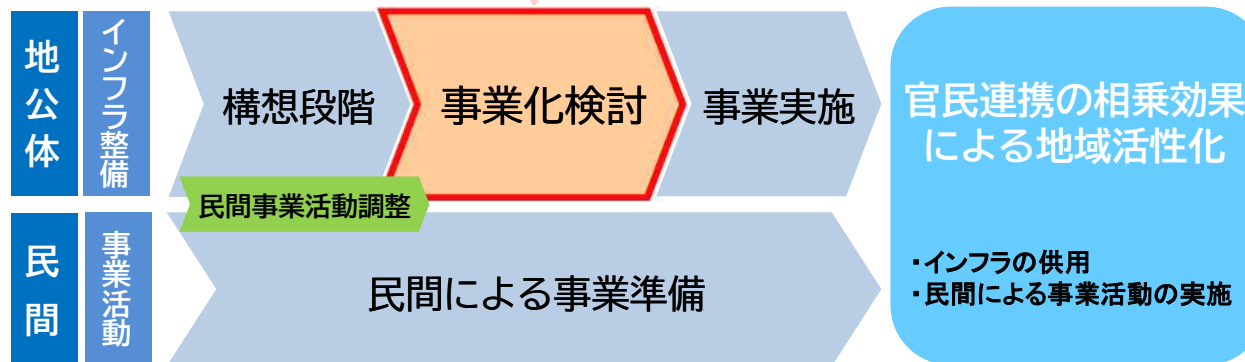 地公体
インフラ整備
構想段階
事業化検討
事業実施
民間事業活動調整
民間
事業活動
民間による事業準備
官民連携の相乗効果
による地域活性化
・インフラの供用
・民間による事業活動の実施